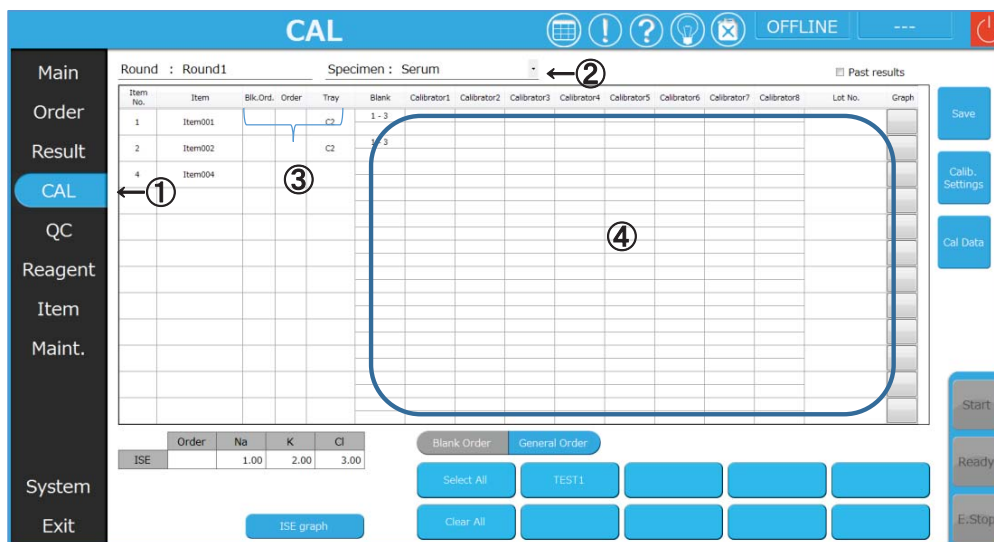 CAL
OFFLINE ---
Main
Order
Result
CAL
QC
Reagent
Item
Maint.
System
Exit
←①
Round : Round1 Specimen : Serum ←②
Past results
Item No. Item Blk.Ord. Order Tray Blank Calibrator1 Calibrator2 Calibrator3 Calibrator4 Calibrator5 Calibrator6 Calibrator7 Calibrator8 Lot No. Graph
1 Item001 C2 1 - 3
2 Item002 C2 1 - 3
4 Item004
③
④
Save
Calib.
Settings
Cal Data
Order Na K Cl
ISE 1.00 2.00 3.00
ISE graph
Blank Order General Order
Select All TEST1
Clear All
Start
Ready
E.Stop